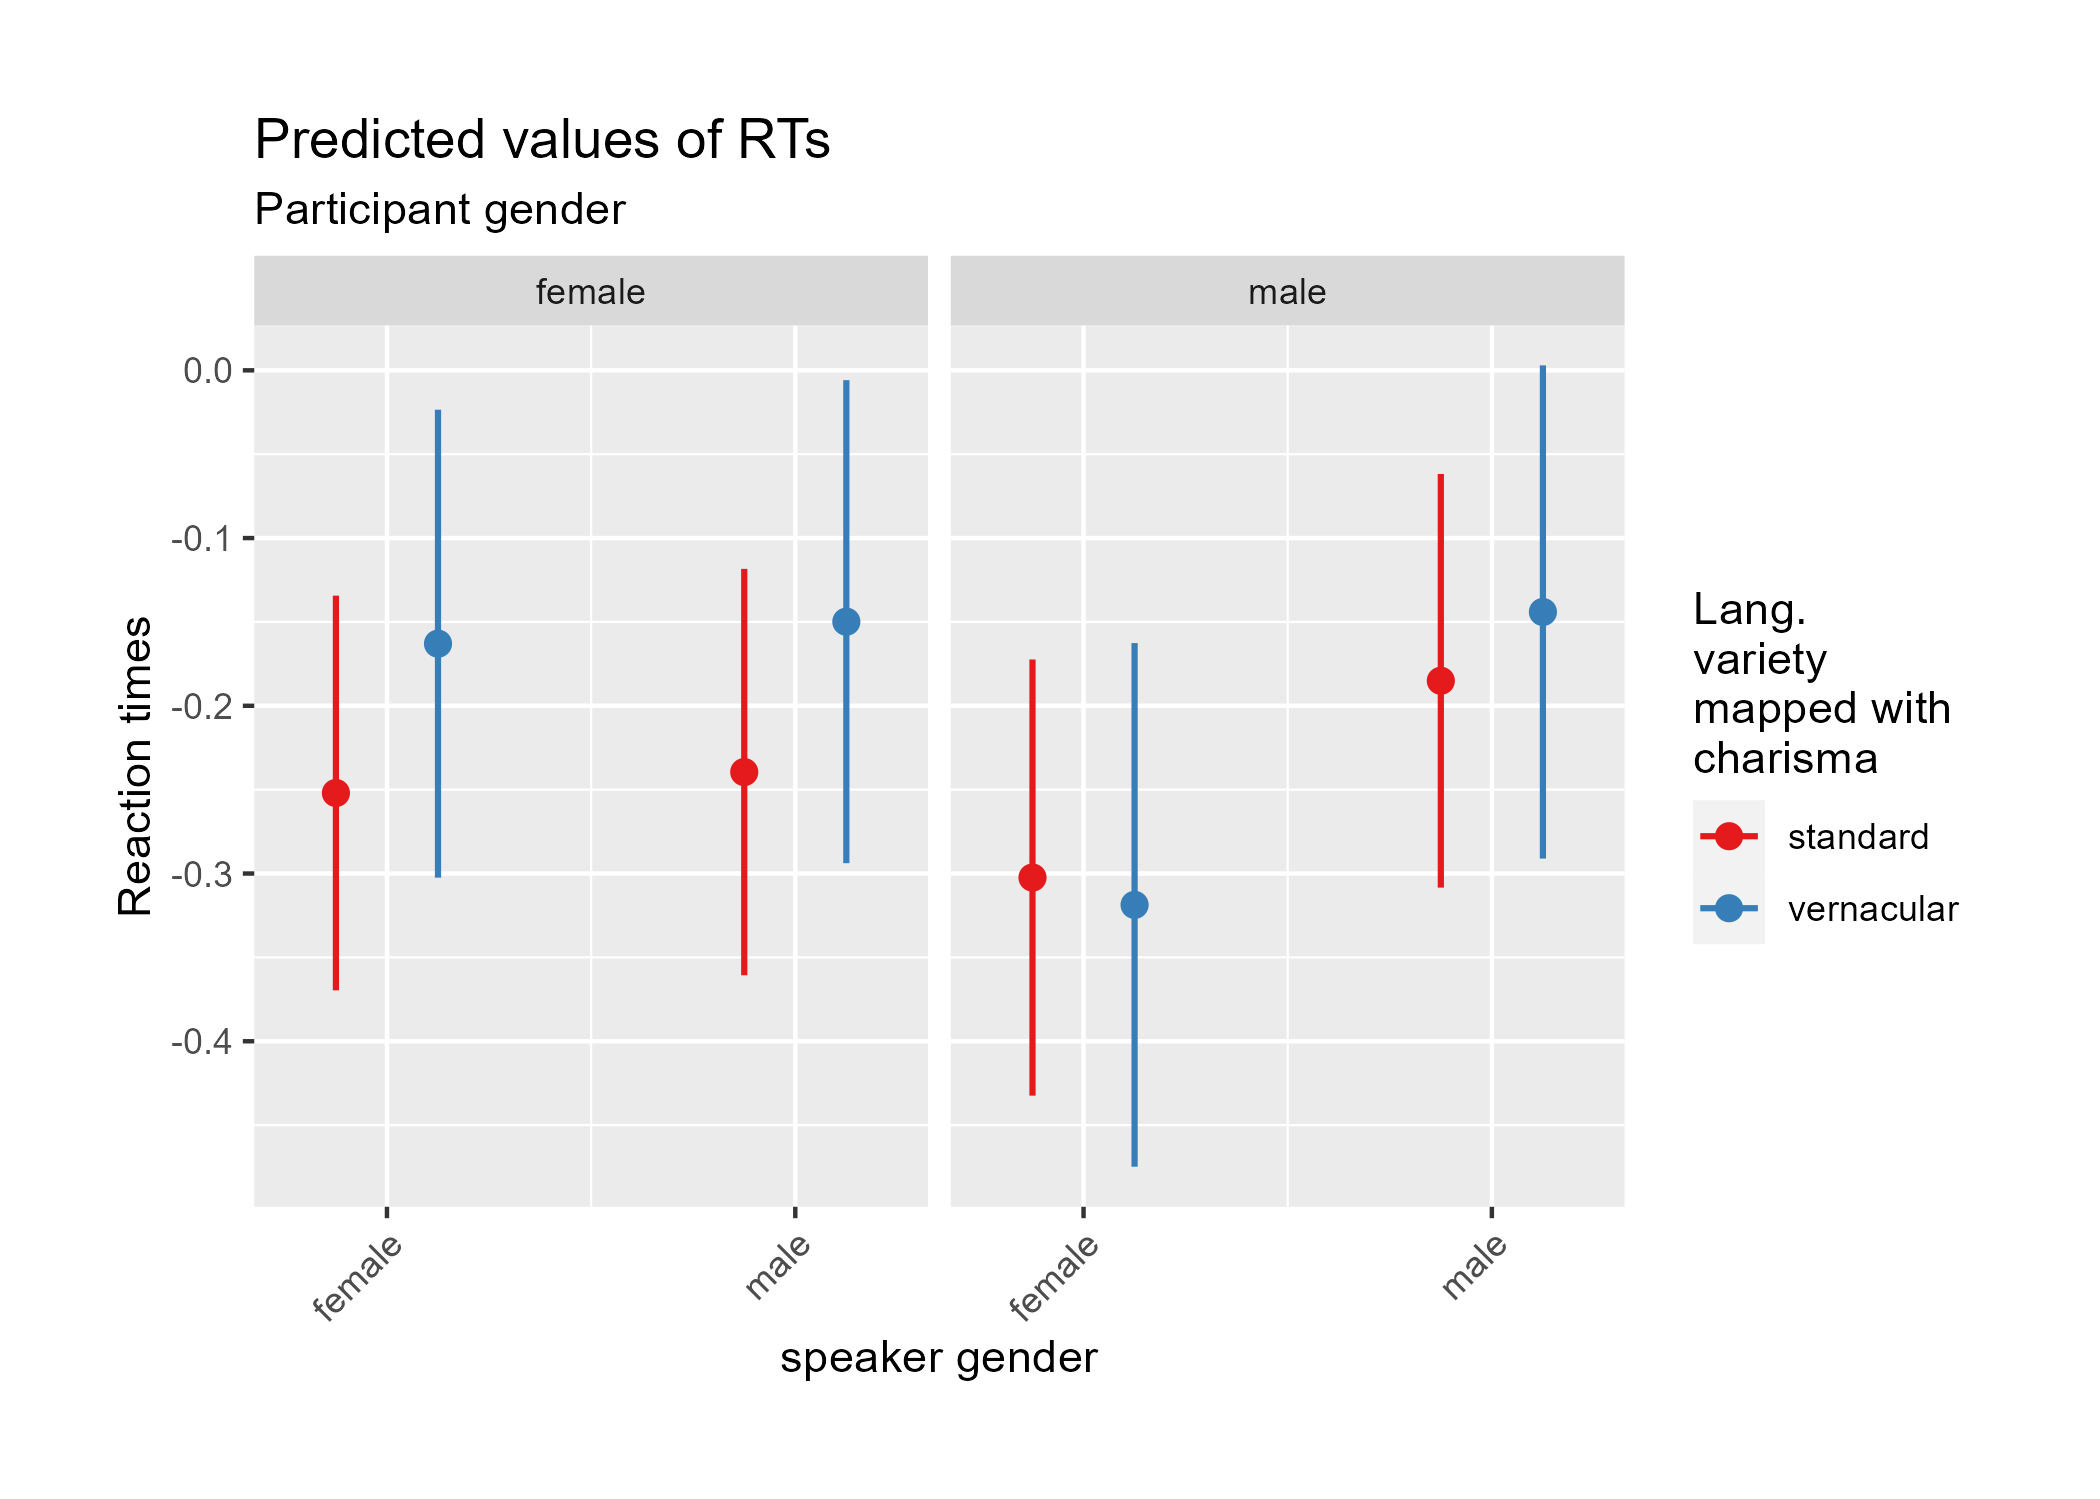 Predicted values of RTs
Participant gender
female
male
0.0
-0.1
-0.2
-0.3
-0.4
Reaction times
female
male
female
male
speaker gender
Lang.
variety
mapped with
charisma
standard
vernacular